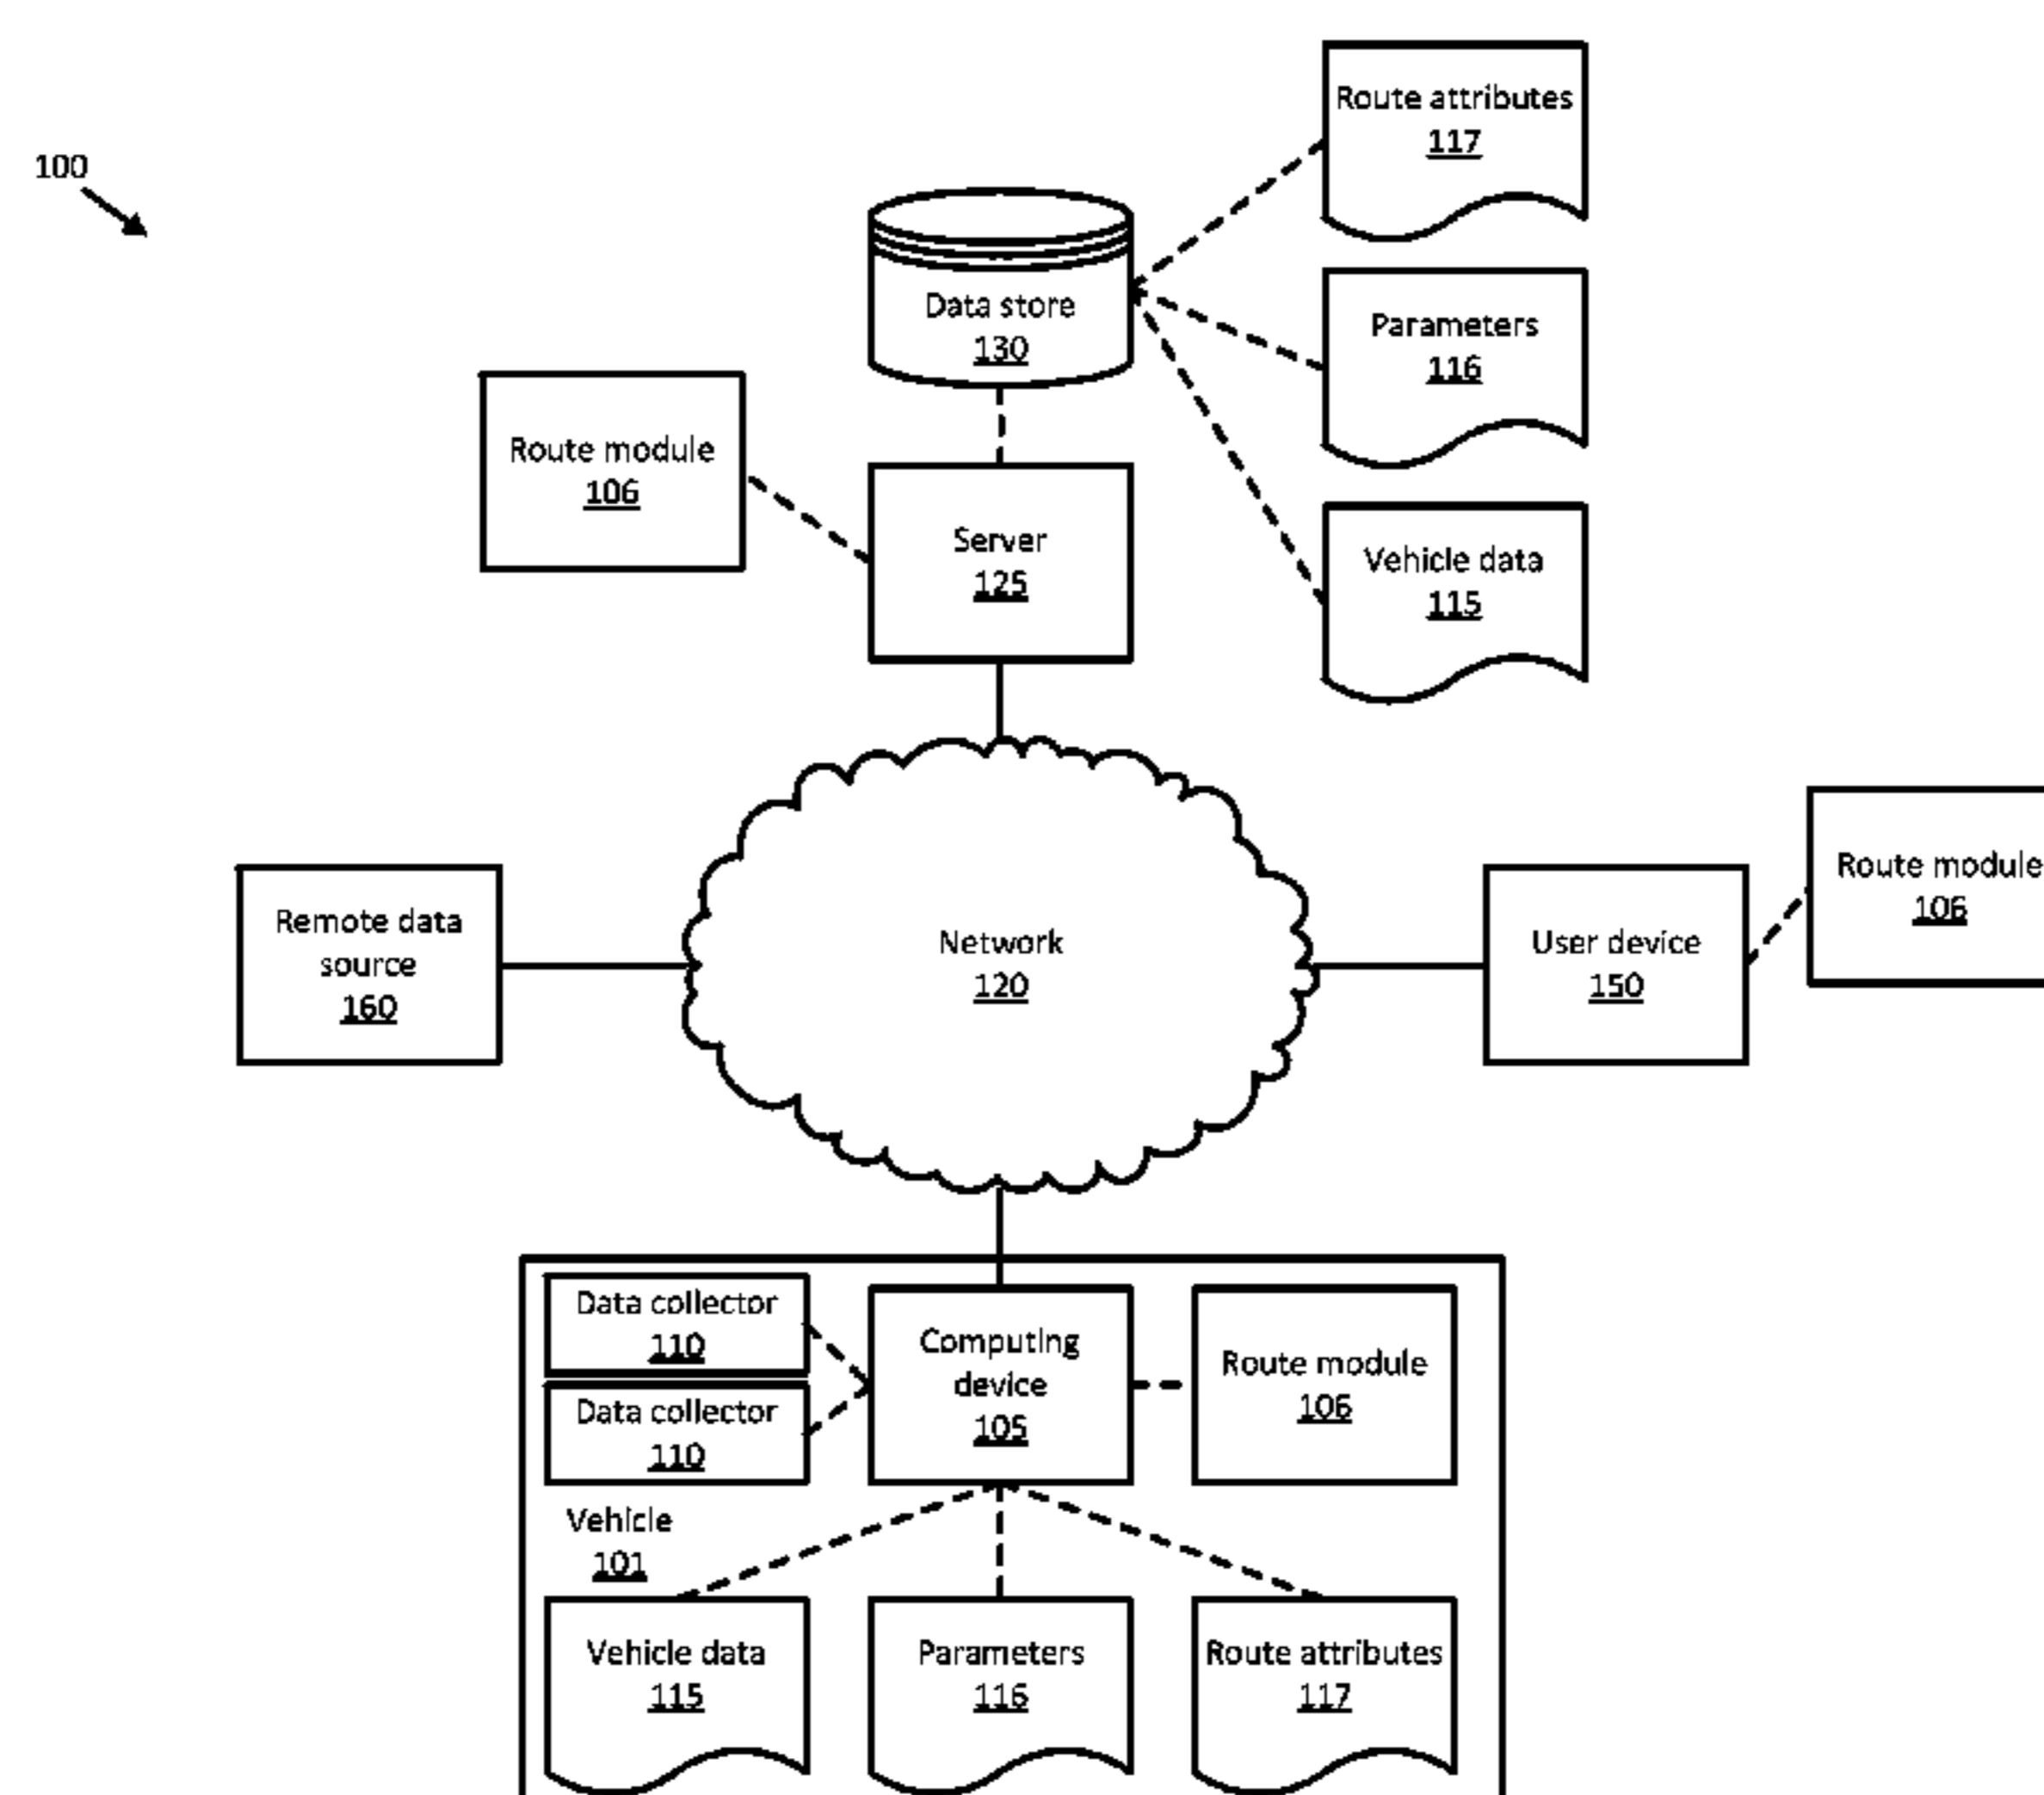 100
Route attributes
117
Data store
130
Parameters
116
Route module
106
Server
125
Vehicle data
115
Remote data
source
160
Network
120
User device
150
Route module
106
Data collector
110
Data collector
110
Computing
device
105
Route module
106
Vehicle
101
Vehicle data
115
Parameters
116
Route attributes
117